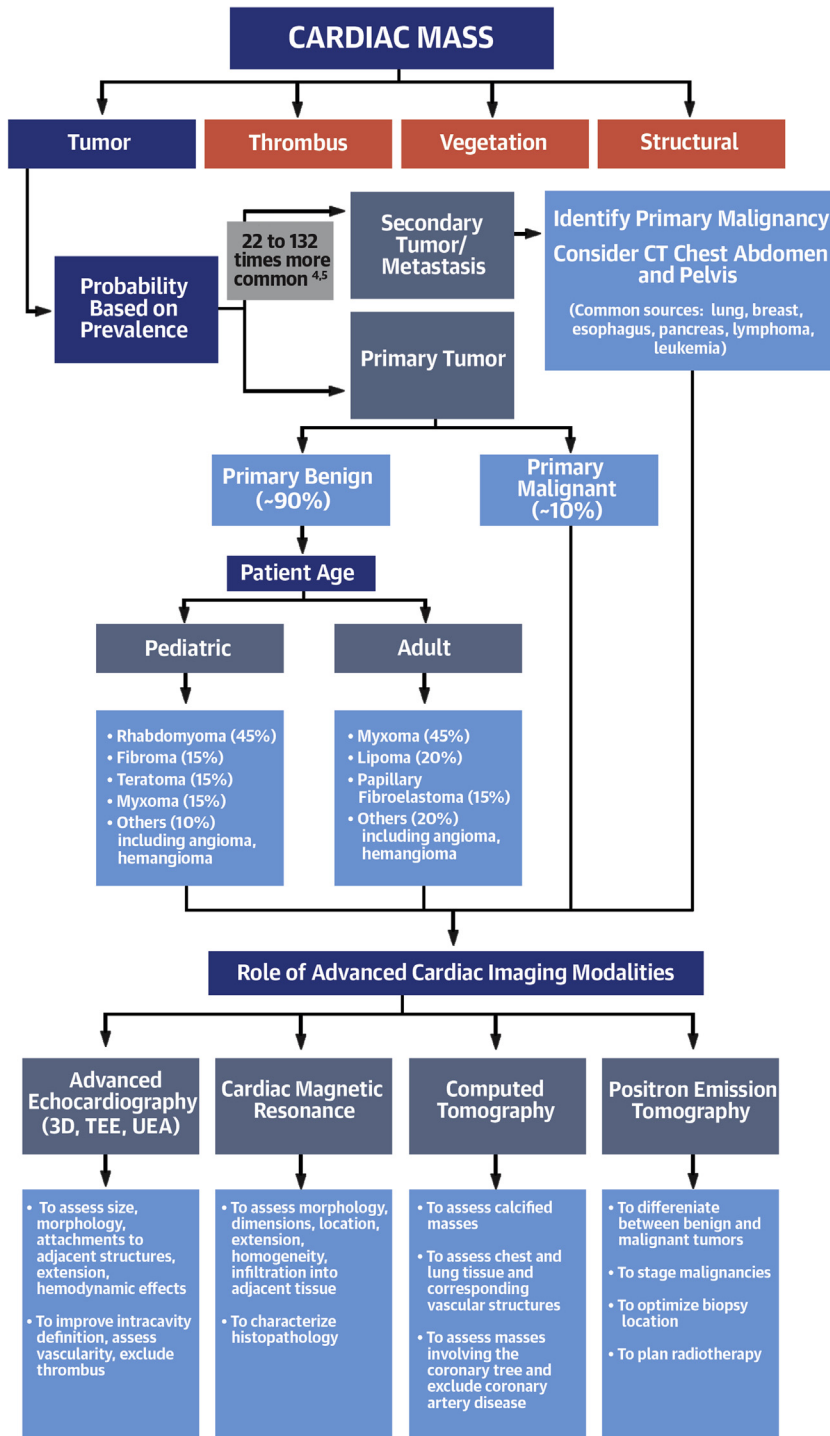 CARDIAC MASS
Tumor
Thrombus
Vegetation
Structural
Probability
Based on
Prevalence
22 to 132
times more
common 4,5
Secondary
Tumor/
Metastasis
Identify Primary Malignancy
Consider CT Chest Abdomen
and Pelvis
(Common sources: lung, breast,
esophagus, pancreas, lymphoma,
leukemia)
Primary Tumor
Primary Benign
(~90%)
Primary
Malignant
(~10%)
Patient Age
Pediatric
Adult
• Rhabdomyoma (45%)
• Fibroma (15%)
• Teratoma (15%)
• Myxoma (15%)
• Others (10%)
including angioma,
hemangioma
• Myxoma (45%)
• Lipoma (20%)
• Papillary
Fibroelastoma (15%)
• Others (20%)
including angioma,
hemangioma
Role of Advanced Cardiac Imaging Modalities
Advanced
Echocardiography
(3D, TEE, UEA)
Cardiac Magnetic
Resonance
Computed
Tomography
Positron Emission
Tomography
• To assess size,
morphology,
attachments to
adjacent structures,
extension,
hemodynamic effects
• To improve intracavity
definition, assess
vascularity, exclude
thrombus
• To assess morphology,
dimensions, location,
extension,
homogeneity,
infiltration into
adjacent tissue
• To characterize
histopathology
• To assess calcified
masses
• To assess chest and
lung tissue and
corresponding
vascular structures
• To assess masses
involving the
coronary tree and
exclude coronary
artery disease
• To differeniate
between benign and
malignant tumors
• To stage malignancies
• To optimize biopsy
location
• To plan radiotherapy